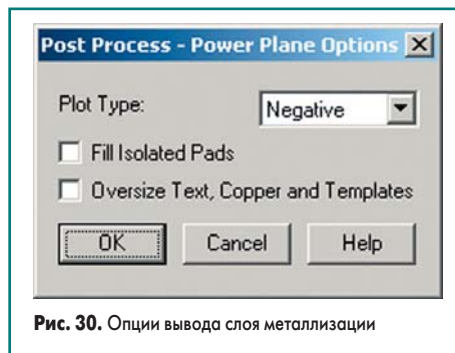 Post Process - Power Plane Options
Plot Type: Negative
Fill Isolated Pads
Oversize Text, Copper and Templates
OK Cancel Help
Рис. 30. Опции вывода слоя металлизации